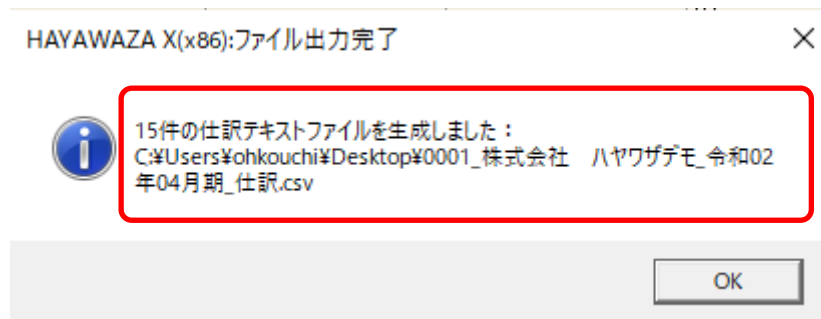 HAYAWAZA X(x86):ファイル出力完了
15件の仕訳テキストファイルを生成しました：
C:¥Users¥ohkouchi¥Desktop¥0001_株式会社　ハヤワザデモ_令和02
年04月期_仕訳.csv
OK